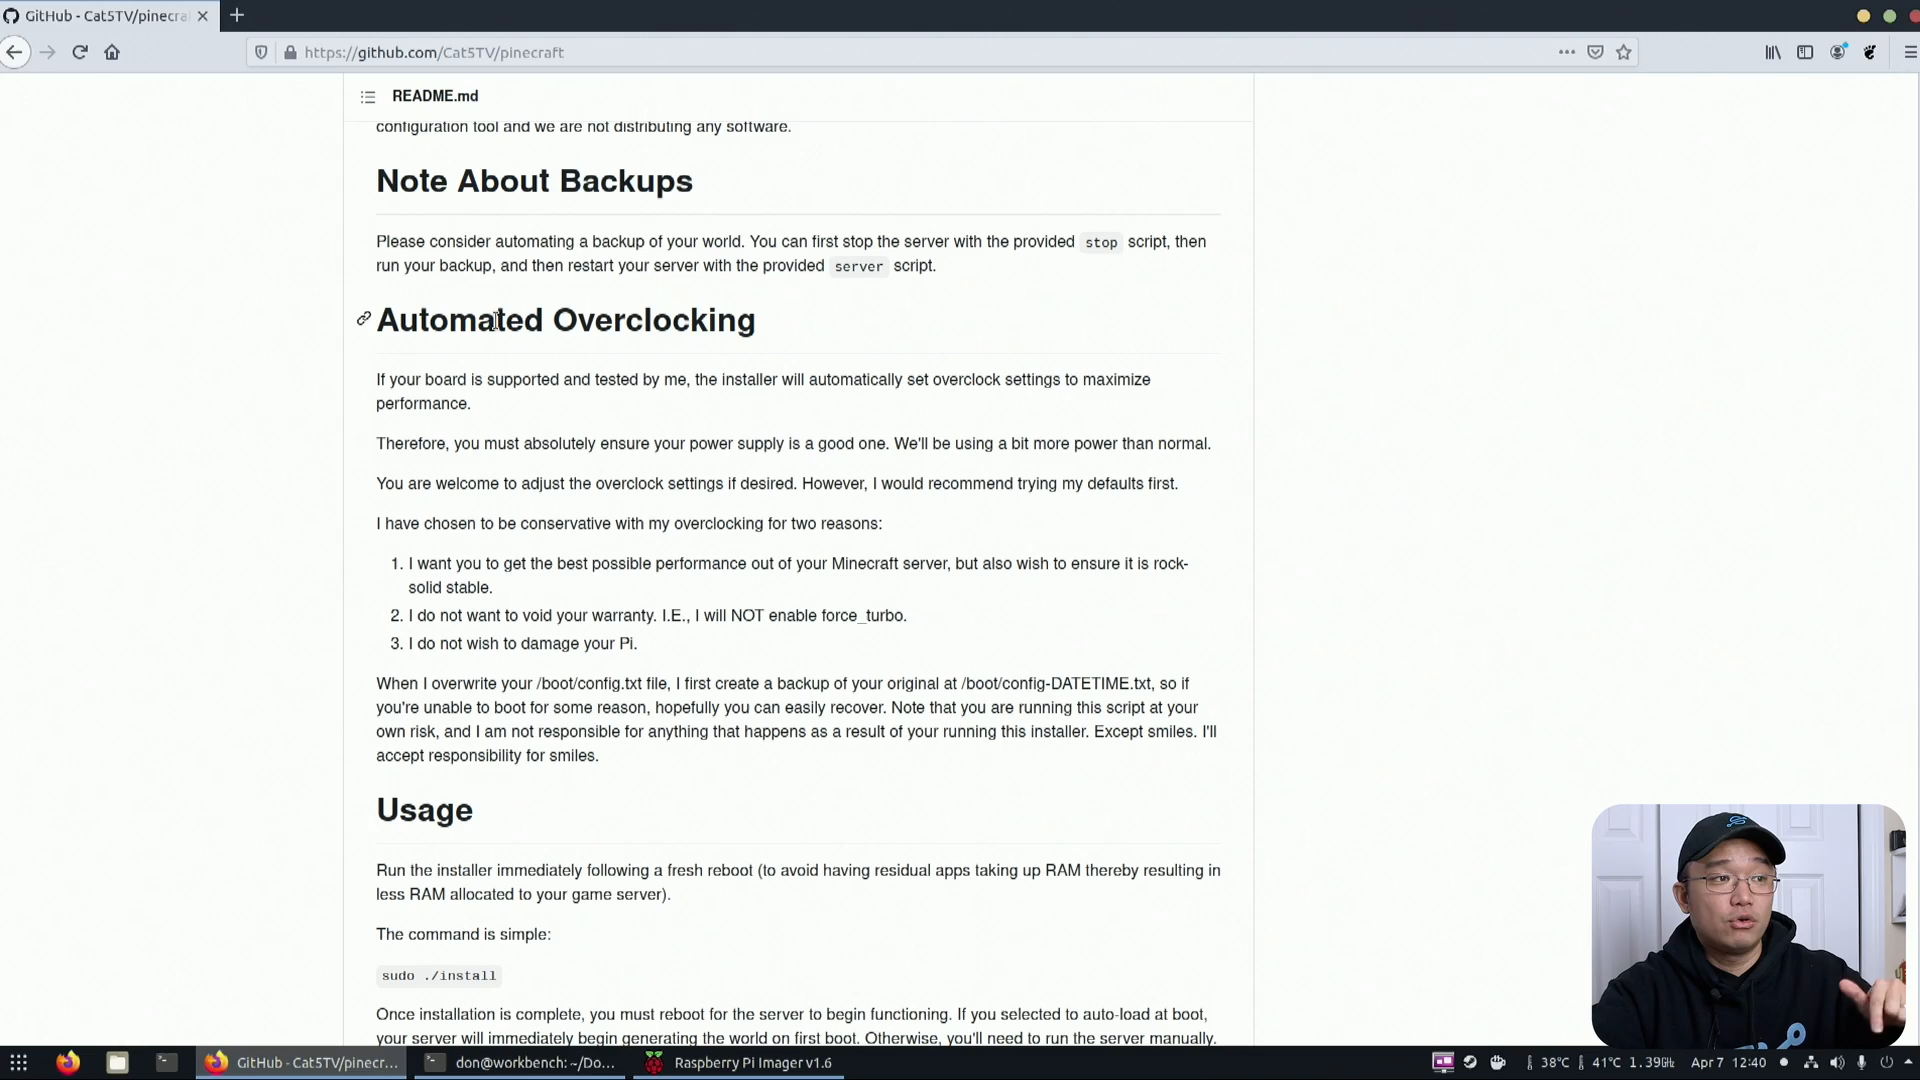 GitHub - Cat5TV/pinecra
https://github.com/Cat5TV/pinecraft
README.md
configuration tool and we are not distributing any software.
Note About Backups
Please consider automating a backup of your world. You can first stop the server with the provided stop script, then
run your backup, and then restart your server with the provided server script.
Automated Overclocking
If your board is supported and tested by me, the installer will automatically set overclock settings to maximize
performance.
Therefore, you must absolutely ensure your power supply is a good one. We'll be using a bit more power than normal.
You are welcome to adjust the overclock settings if desired. However, I would recommend trying my defaults first.
I have chosen to be conservative with my overclocking for two reasons:
1. I want you to get the best possible performance out of your Minecraft server, but also wish to ensure it is rock-
solid stable.
2. I do not want to void your warranty. I.E., I will NOT enable force_turbo.
3. I do not wish to damage your Pi.
When I overwrite your /boot/config.txt file, I first create a backup of your original at /boot/config-DATETIME.txt, so if
you're unable to boot for some reason, hopefully you can easily recover. Note that you are running this script at your
own risk, and I am not responsible for anything that happens as a result of your running this installer. Except smiles. I'll
accept responsibility for smiles.
Usage
Run the installer immediately following a fresh reboot (to avoid having residual apps taking up RAM thereby resulting in
less RAM allocated to your game server).
The command is simple:
sudo ./install
Once installation is complete, you must reboot for the server to begin functioning. If you selected to auto-load at boot,
your server will immediately begin generating the world on first boot. Otherwise, you'll need to run the server manually.
GitHub - Cat5TV/pinecr...
don@workbench: ~/Do...
Raspberry Pi Imager v1.6
38°C 41°C 1.39GHz Apr 7 12:40